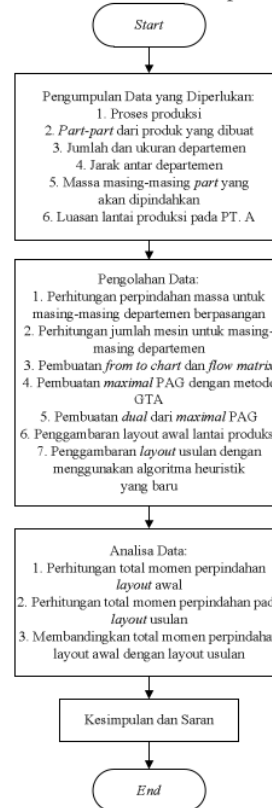 Start
Pengumpulan Data yang Diperlukan:
1. Proses produksi
2. Part-part dari produk yang dibuat
3. Jumlah dan ukuran departemen
4. Jarak antar departemen
5. Massa masing-masing part yang
akan dipindahkan
6. Luasan lantai produksi pada PT. A
Pengolahan Data:
1. Perhitungan perpindahan massa untuk
masing-masing departemen berpasangan
2. Perhitungan jumlah mesin untuk masing-
masing departemen
3. Pembuatan from to chart dan flow matrix
4. Pembuatan maximal PAG dengan metode
GTA
5. Pembuatan dual dari maximal PAG
6. Penggambaran layout awal lantai produksi
7. Penggambaran layout usulan dengan
menggunakan algoritma heuristik
yang baru
Analisa Data:
1. Perhitungan total momen perpindahan
layout awal
2. Perhitungan total momen perpindahan pad
layout usulan
3. Membandingkan total momen perpindaha
layout awal dengan layout usulan
Kesimpulan dan Saran
End